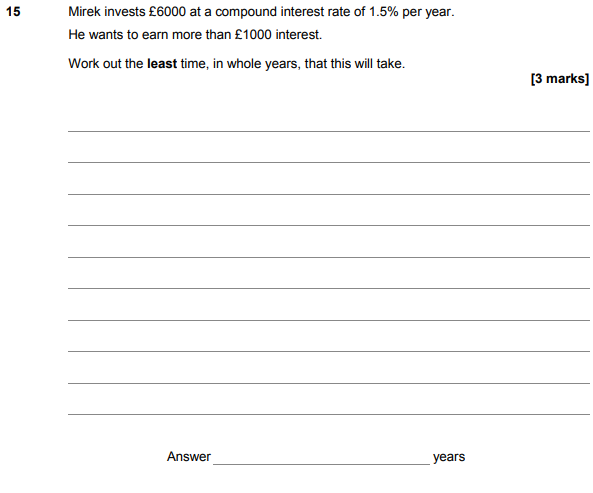 15 Mirek invests £6000 at a compound interest rate of 1.5% per year.
He wants to earn more than £1000 interest.
Work out the least time, in whole years, that this will take.
[3 marks]
Answer years